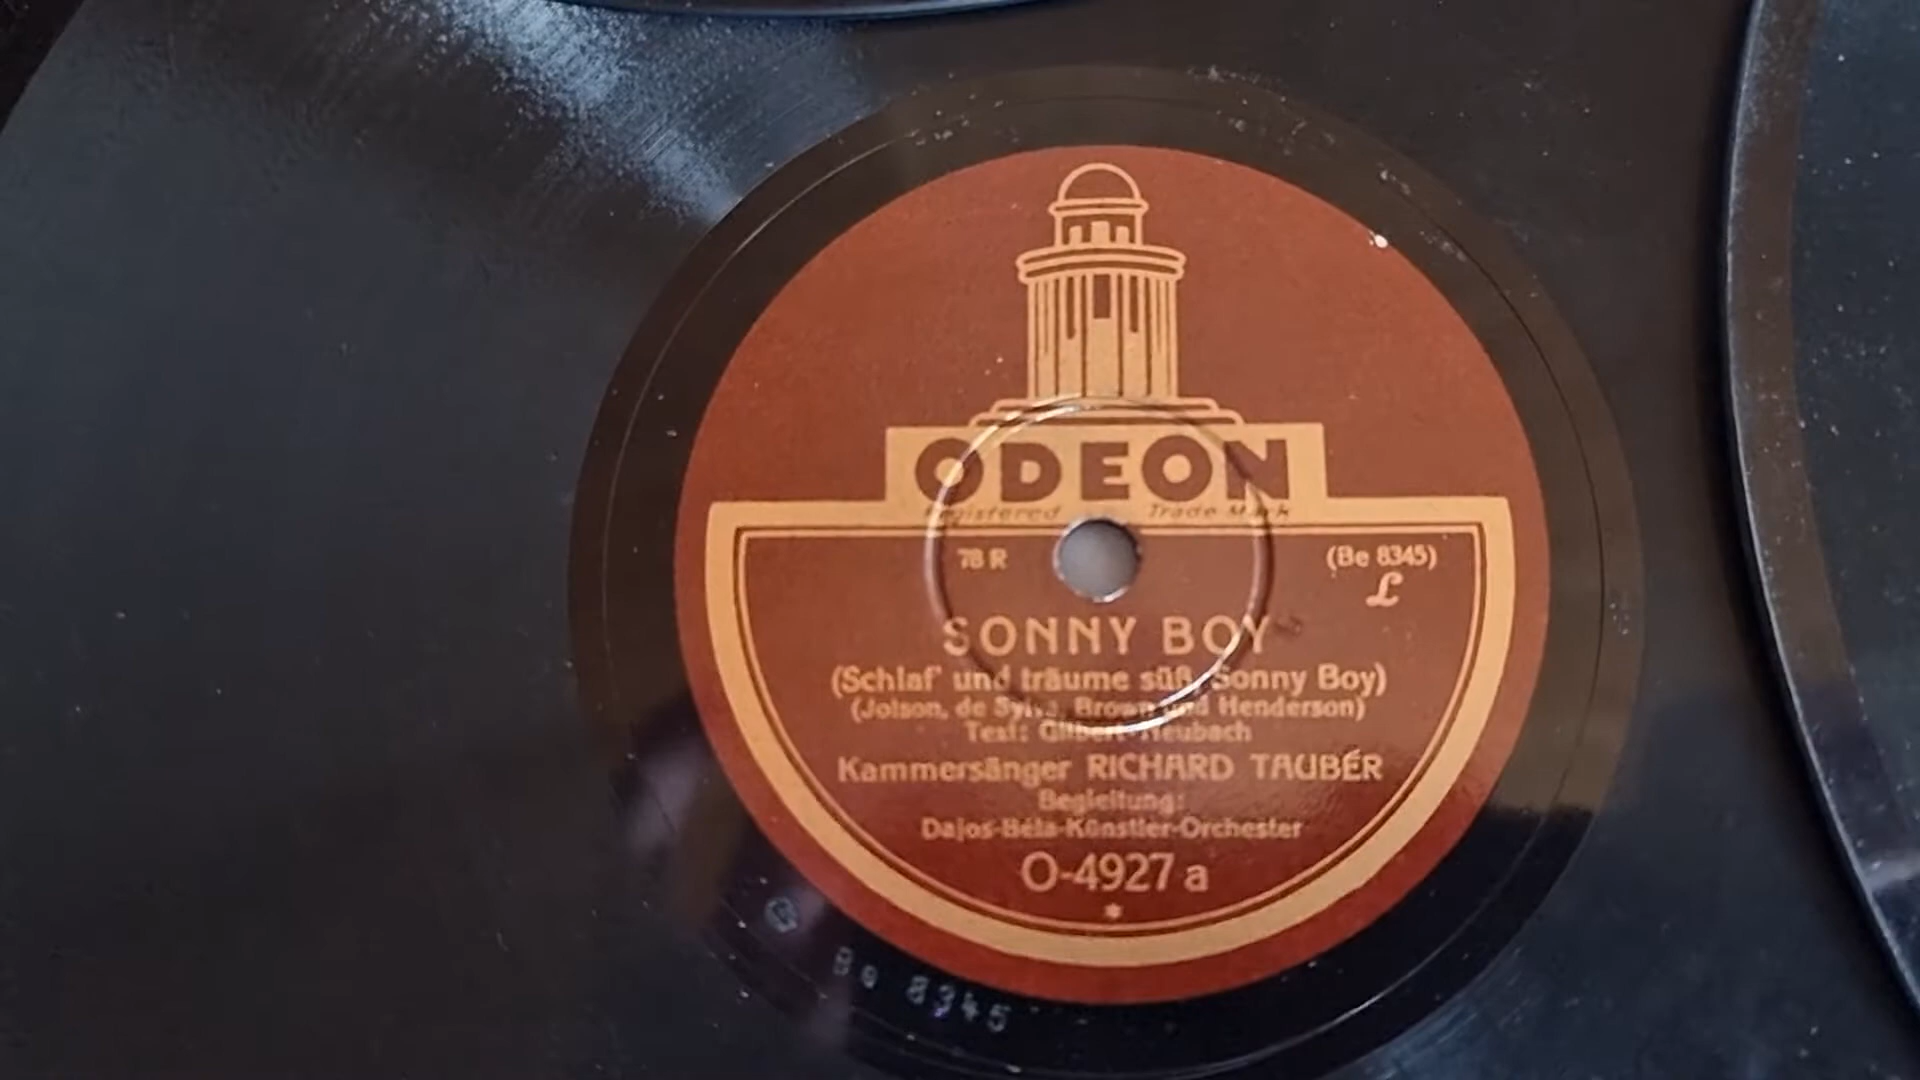 ODEON
Registered Trade Mark
78 R
(Be 8345)
L
SONNY BOY
(Schlaf' und träume süß, Sonny Boy)
(Jolson, de Sylva, Brown und Henderson)
Text: Gilbert-Neubach
Kammersänger RICHARD TAUBER
Begleitung:
Dajos-Béla-Künstler-Orchester
O-4927 a
*
Be 8345